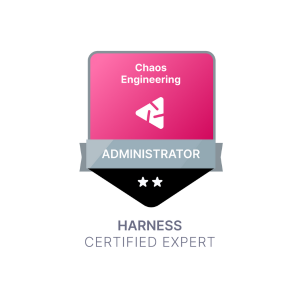 Chaos
Engineering
ADMINISTRATOR
HARNESS
CERTIFIED EXPERT